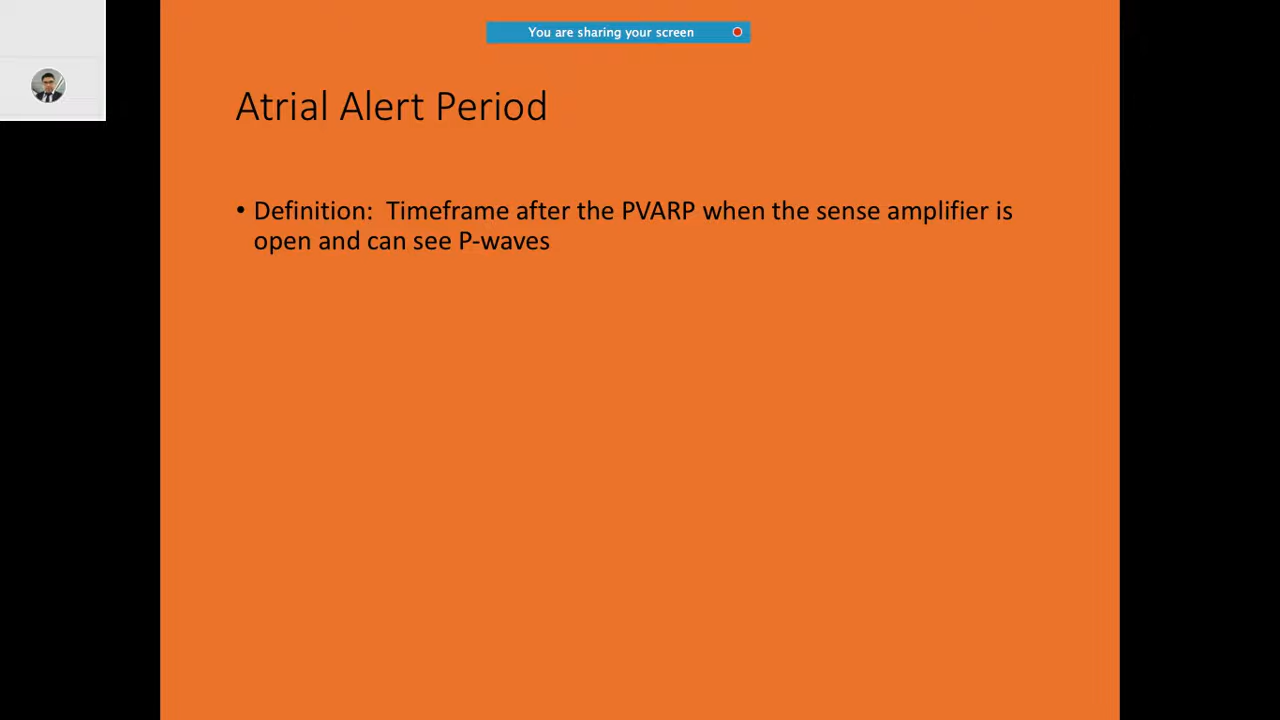 You are sharing your screen
Atrial Alert Period
• Definition:  Timeframe after the PVARP when the sense amplifier is
open and can see P-waves